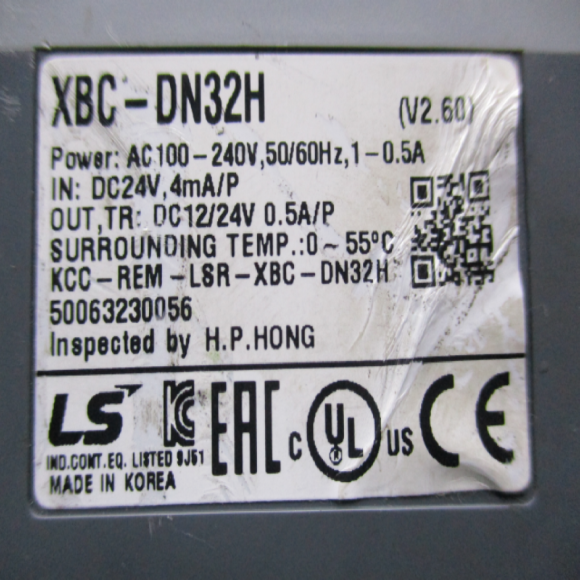 XBC-DN32H (V2.60)
Power: AC100-240V,50/60Hz,1-0.5A
IN: DC24V,4mA/P
OUT,TR: DC12/24V 0.5A/P
SURROUNDING TEMP.:0~55°C
KCC-REM-LSR-XBC-DN32H
50063230056
Inspected by H.P.HONG
LS EAC c UL ® US CE
IND.CONT.EQ. LISTED 9J51
MADE IN KOREA